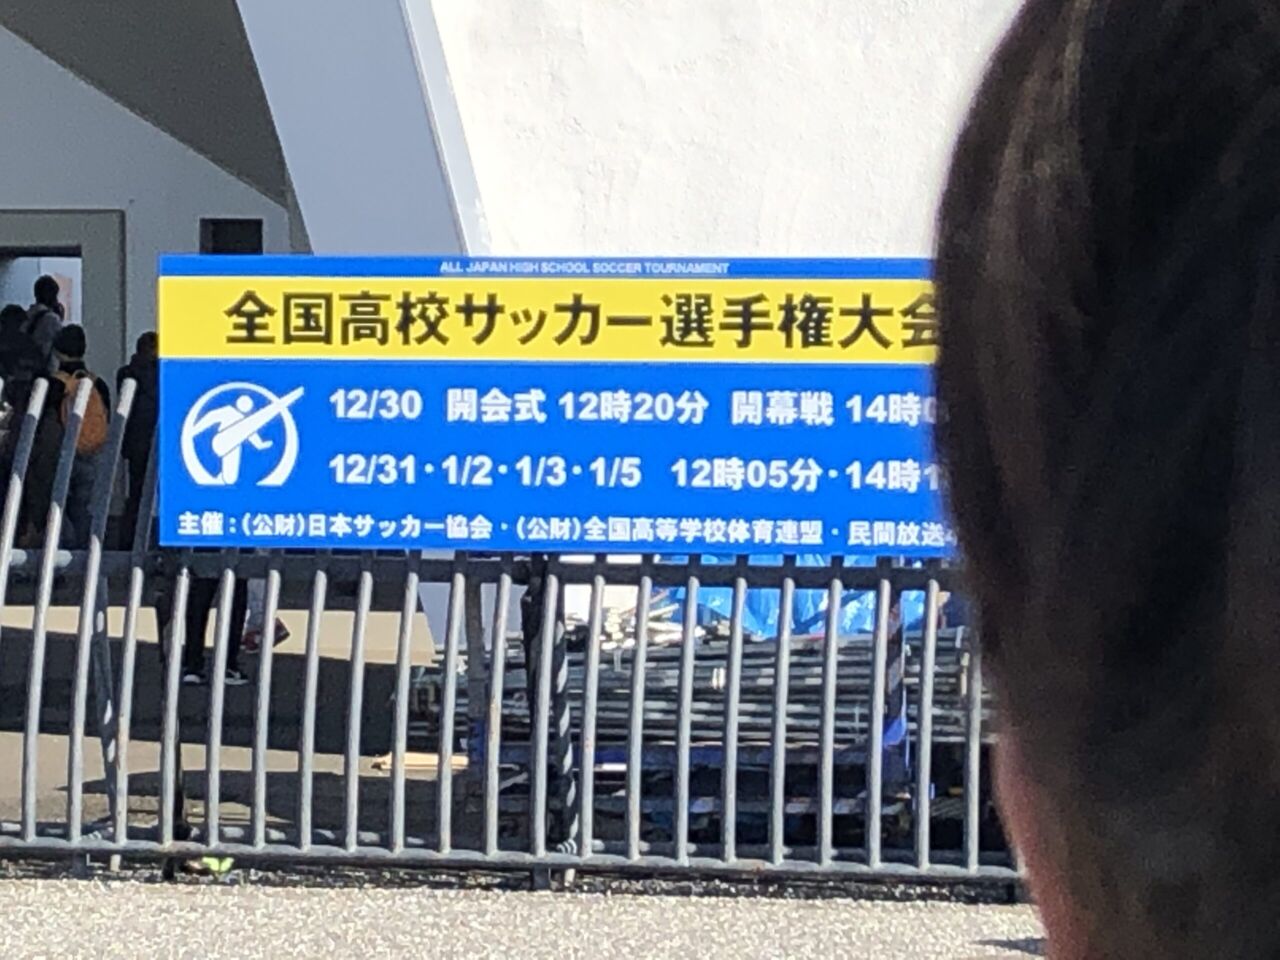 ALL JAPAN HIGH SCHOOL SOCCER TOURNAMENT
全国高校サッカー選手権大会
12/30 開会式 12時20分 開幕戦 14時
12/31・1/2・1/3・1/5 12時05分・14時1
主催：(公財)日本サッカー協会・(公財)全国高等学校体育連盟・民間放送